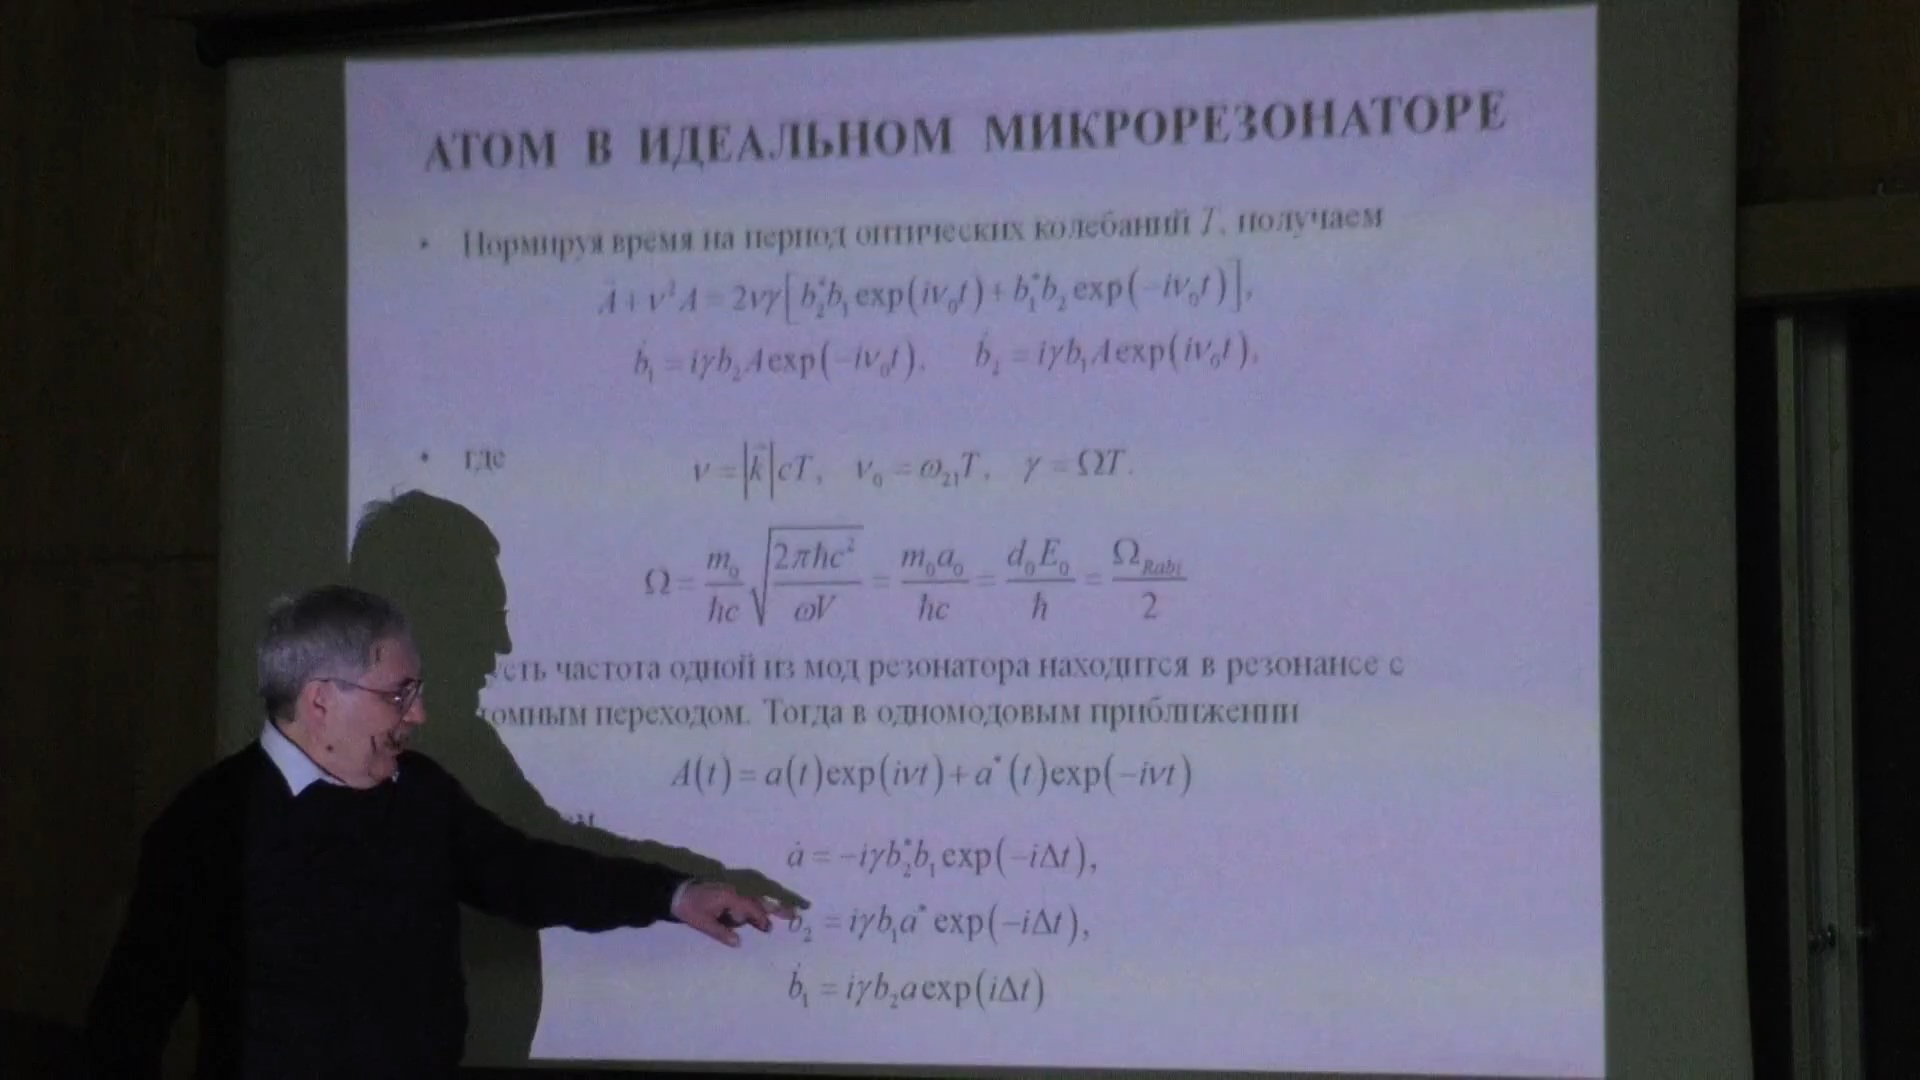 АТОМ В ИДЕАЛЬНОМ МИКРОРЕЗОНАТОРЕ
• Нормируя время на период оптических колебаний T, получаем
Ä + ν²A = 2νγ[b₂*b₁ exp(iν₀t) + b₁*b₂ exp(−iν₀t)],
ḃ₁ = iγb₂A exp(−iν₀t), ḃ₂ = iγb₁A exp(iν₀t),
• где ν = |k⃗|cT, ν₀ = ω₂₁T, γ = ΩT.
Ω = m₀/ħc √(2πħc²/ωV) = m₀a₀/ħc = d₀E₀/ħ = Ω_Rabi/2
усть частота одной из мод резонатора находится в резонансе с
томным переходом. Тогда в одномодовым приближении
A(t) = a(t)exp(iνt) + a*(t)exp(−iνt)
ȧ = −iγb₂*b₁ exp(−iΔt),
ḃ₂ = iγb₁a* exp(−iΔt),
ḃ₁ = iγb₂a exp(iΔt)